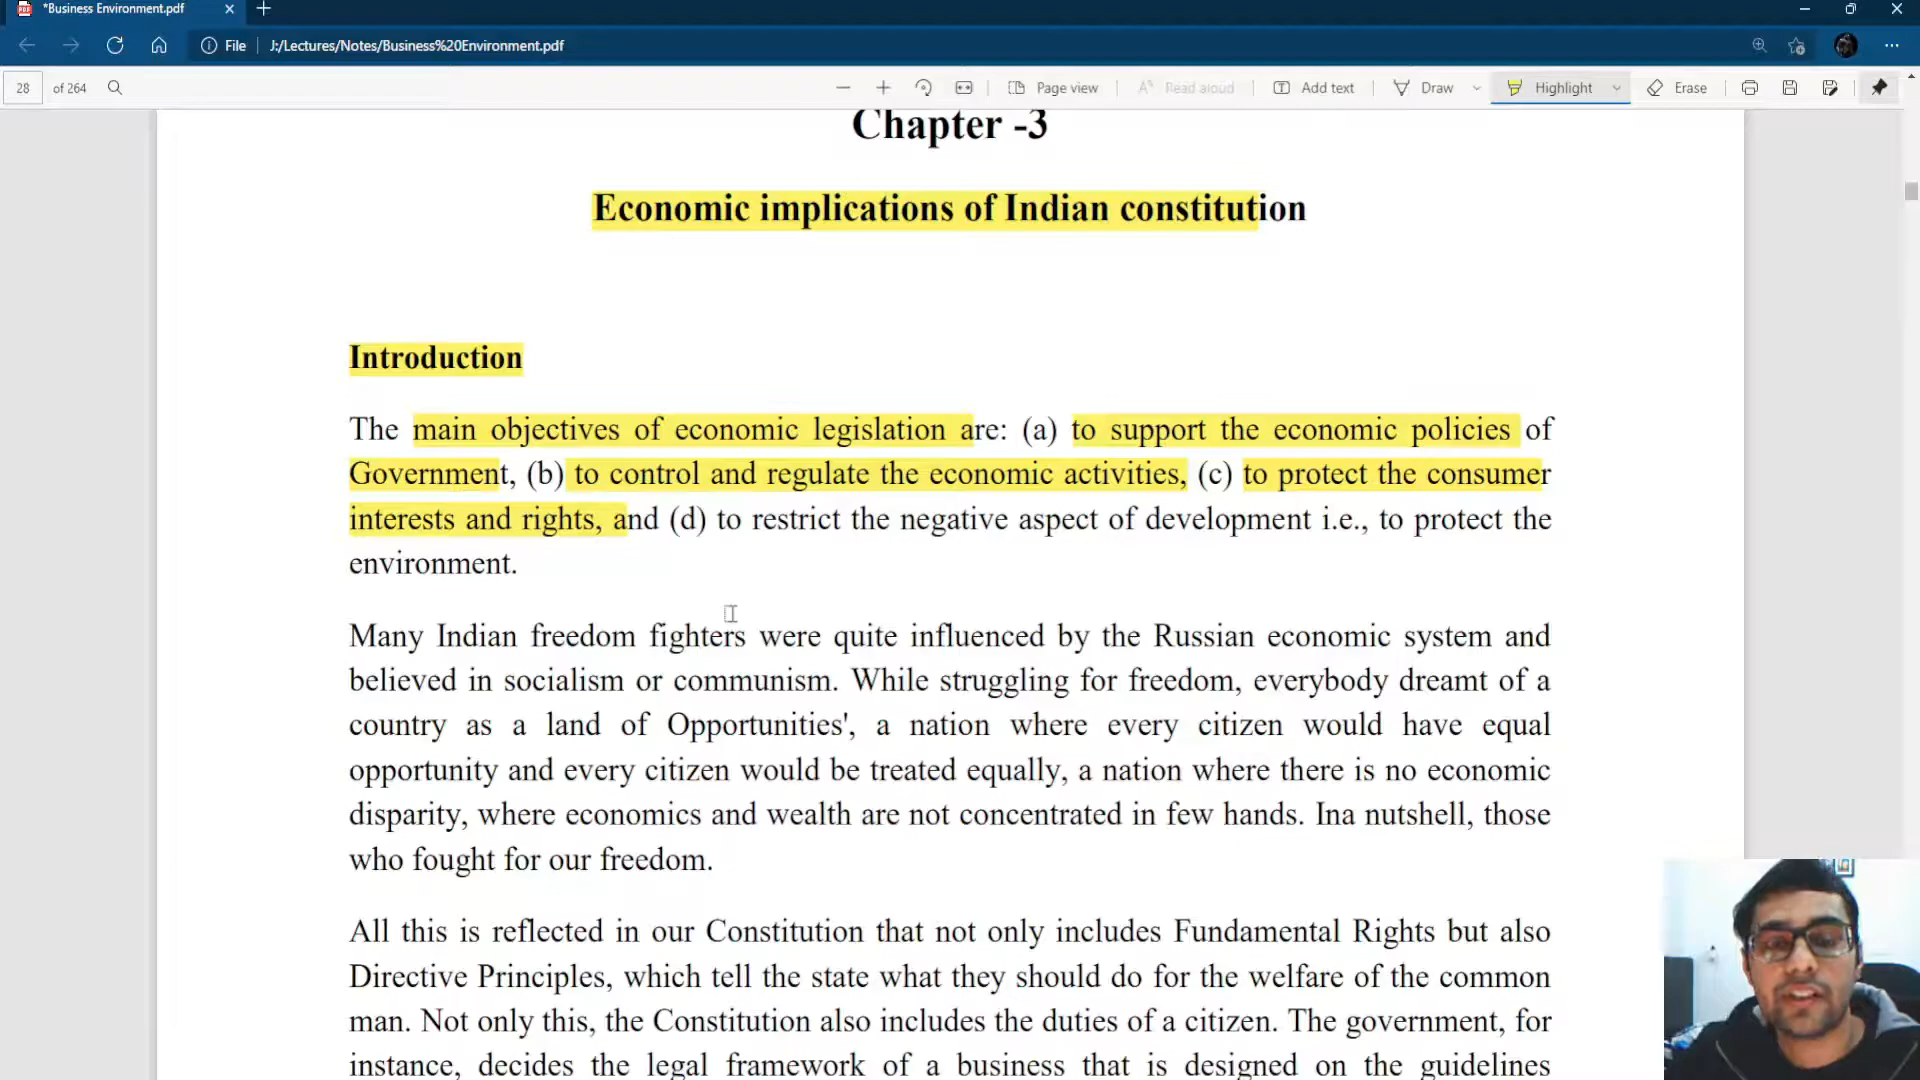 *Business Environment.pdf
File J:/Lectures/Notes/Business%20Environment.pdf
28 of 264 Page view Read aloud Add text Draw Highlight Erase
Chapter -3
Economic implications of Indian constitution
Introduction
The main objectives of economic legislation are: (a) to support the economic policies of
Government, (b) to control and regulate the economic activities, (c) to protect the consumer
interests and rights, and (d) to restrict the negative aspect of development i.e., to protect the
environment.
Many Indian freedom fighters were quite influenced by the Russian economic system and
believed in socialism or communism. While struggling for freedom, everybody dreamt of a
country as a land of Opportunities', a nation where every citizen would have equal
opportunity and every citizen would be treated equally, a nation where there is no economic
disparity, where economics and wealth are not concentrated in few hands. Ina nutshell, those
who fought for our freedom.
All this is reflected in our Constitution that not only includes Fundamental Rights but also
Directive Principles, which tell the state what they should do for the welfare of the common
man. Not only this, the Constitution also includes the duties of a citizen. The government, for
instance, decides the legal framework of a business that is designed on the guidelines